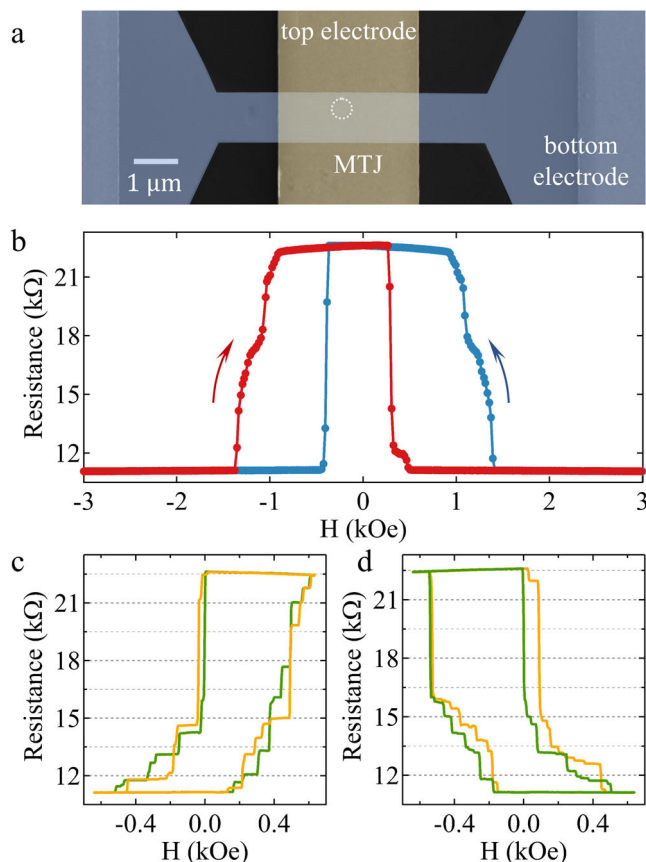 a
top electrode
MTJ
1 µm
bottom
electrode
b
Resistance (kΩ)
21
18
15
12
-3 -2 -1 0 1 2 3
H (kOe)
c
Resistance (kΩ)
21
18
15
12
-0.4 0.0 0.4
H (kOe)
d
Resistance (kΩ)
21
18
15
12
-0.4 0.0 0.4
H (kOe)